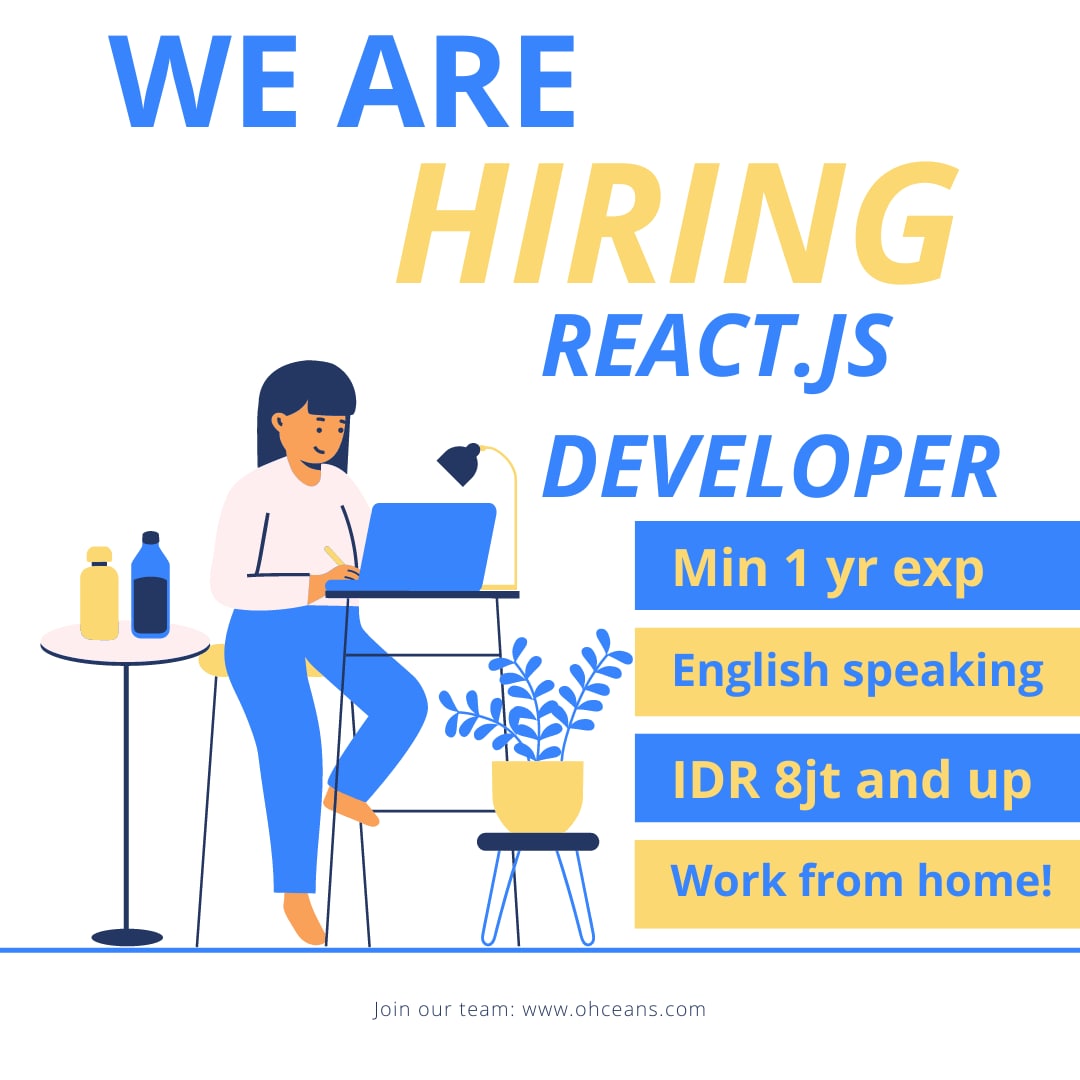 WE ARE
HIRING
REACT.JS
DEVELOPER
Min 1 yr exp
English speaking
IDR 8jt and up
Work from home!
Join our team: www.ohceans.com